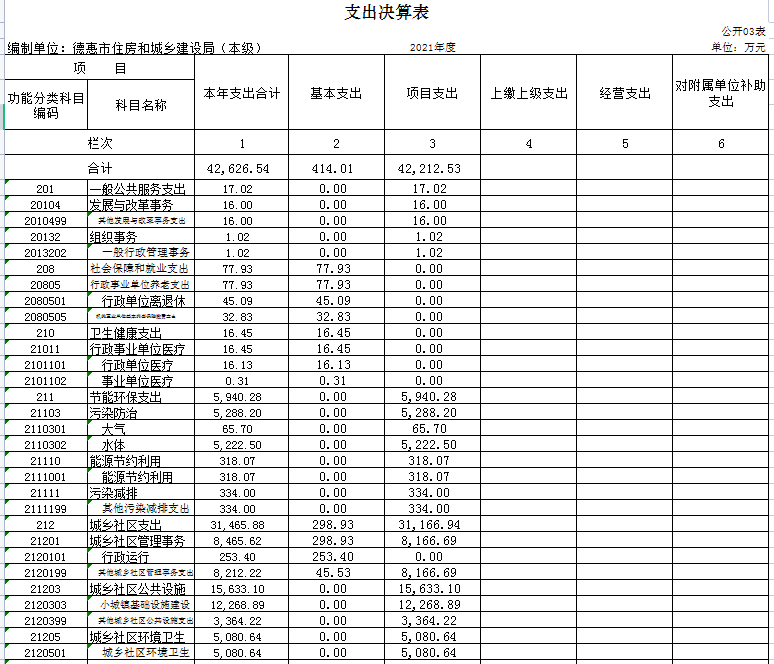 支出决算表
公开03表
编制单位：德惠市住房和城乡建设局（本级） 2021年度 单位：万元
项 目 本年支出合计 基本支出 项目支出 上缴上级支出 经营支出 对附属单位补助支出
功能分类科目编码 科目名称
栏次 1 2 3 4 5 6
合计 42,626.54 414.01 42,212.53
201 一般公共服务支出 17.02 0.00 17.02
20104 发展与改革事务 16.00 0.00 16.00
2010499 其他发展与改革事务支出 16.00 0.00 16.00
20132 组织事务 1.02 0.00 1.02
2013202 一般行政管理事务 1.02 0.00 1.02
208 社会保障和就业支出 77.93 77.93 0.00
20805 行政事业单位养老支出 77.93 77.93 0.00
2080501 行政单位离退休 45.09 45.09 0.00
2080505 机关事业单位基本养老保险缴费支出 32.83 32.83 0.00
210 卫生健康支出 16.45 16.45 0.00
21011 行政事业单位医疗 16.45 16.45 0.00
2101101 行政单位医疗 16.13 16.13 0.00
2101102 事业单位医疗 0.31 0.31 0.00
211 节能环保支出 5,940.28 0.00 5,940.28
21103 污染防治 5,288.20 0.00 5,288.20
2110301 大气 65.70 0.00 65.70
2110302 水体 5,222.50 0.00 5,222.50
21110 能源节约利用 318.07 0.00 318.07
2111001 能源节约利用 318.07 0.00 318.07
21111 污染减排 334.00 0.00 334.00
2111199 其他污染减排支出 334.00 0.00 334.00
212 城乡社区支出 31,465.88 298.93 31,166.94
21201 城乡社区管理事务 8,465.62 298.93 8,166.69
2120101 行政运行 253.40 253.40 0.00
2120199 其他城乡社区管理事务支出 8,212.22 45.53 8,166.69
21203 城乡社区公共设施 15,633.10 0.00 15,633.10
2120303 小城镇基础设施建设 12,268.89 0.00 12,268.89
2120399 其他城乡社区公共设施支出 3,364.22 0.00 3,364.22
21205 城乡社区环境卫生 5,080.64 0.00 5,080.64
2120501 城乡社区环境卫生 5,080.64 0.00 5,080.64